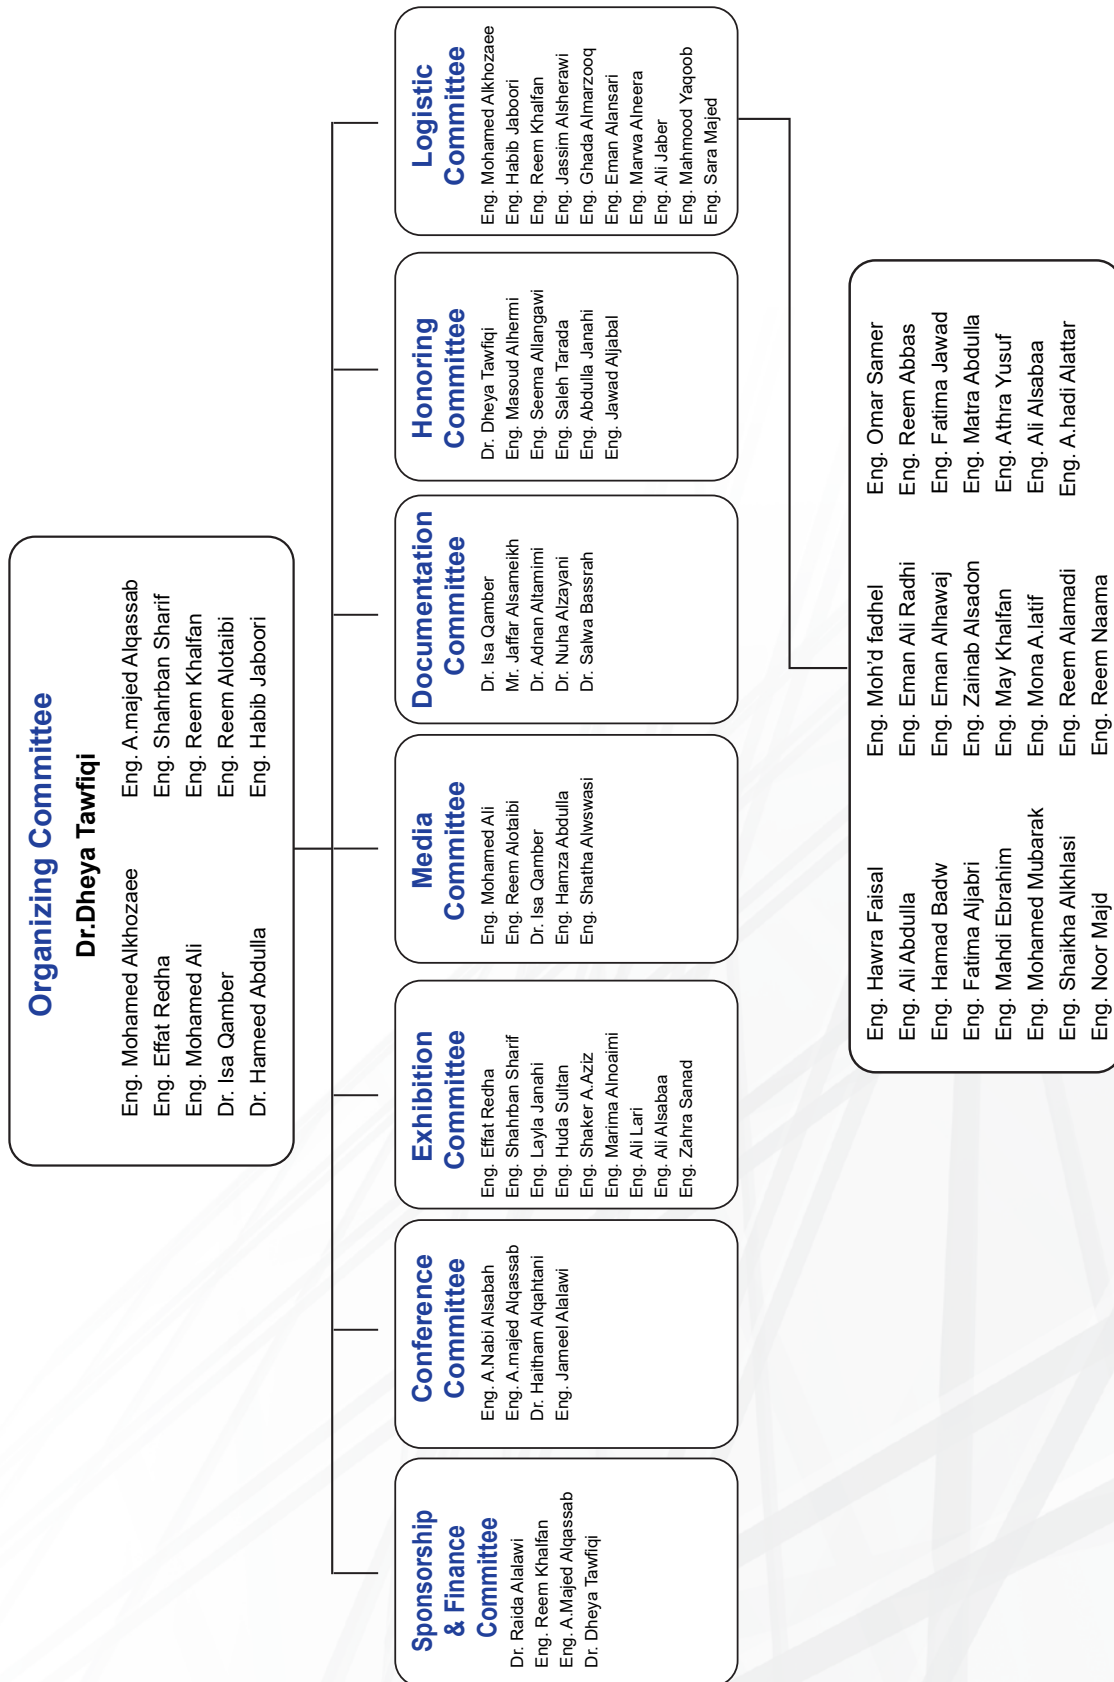 Organizing Committee
Dr.Dheya Tawfiqi
Eng. Mohamed Alkhozaee
Eng. Effat Redha
Eng. Mohamed Ali
Dr. Isa Qamber
Dr. Hameed Abdulla
Eng. A.majed Alqassab
Eng. Shahrban Sharif
Eng. Reem Khalfan
Eng. Reem Alotaibi
Eng. Habib Jaboori
Sponsorship
& Finance
Committee
Dr. Raida Alalawi
Eng. Reem Khalfan
Eng. A.Majed Alqassab
Dr. Dheya Tawfiqi
Conference
Committee
Eng. A.Nabi Alsabah
Eng. A.majed Alqassab
Dr. Haitham Alqahtani
Eng. Jameel Alalawi
Exhibition
Committee
Eng. Effat Redha
Eng. Shahrban Sharif
Eng. Layla Janahi
Eng. Huda Sultan
Eng. Shaker A.Aziz
Eng. Marima Alnoaimi
Eng. Ali Lari
Eng. Ali Alsabaa
Eng. Zahra Sanad
Media
Committee
Eng. Mohamed Ali
Eng. Reem Alotaibi
Dr. Isa Qamber
Eng. Hamza Abdulla
Eng. Shatha Alwswasi
Documentation
Committee
Dr. Isa Qamber
Mr. Jaffar Alsameikh
Dr. Adnan Altamimi
Dr. Nuha Alzayani
Dr. Salwa Bassrah
Honoring
Committee
Dr. Dheya Tawfiqi
Eng. Masoud Alhermi
Eng. Seema Allangawi
Eng. Saleh Tarada
Eng. Abdulla Janahi
Eng. Jawad Aljabal
Logistic
Committee
Eng. Mohamed Alkhozaee
Eng. Habib Jaboori
Eng. Reem Khalfan
Eng. Jassim Alsherawi
Eng. Ghada Almarzooq
Eng. Eman Alansari
Eng. Marwa Alneera
Eng. Ali Jaber
Eng. Mahmood Yaqoob
Eng. Sara Majed
Eng. Hawra Faisal
Eng. Ali Abdulla
Eng. Hamad Badw
Eng. Fatima Aljabri
Eng. Mahdi Ebrahim
Eng. Mohamed Mubarak
Eng. Shaikha Alkhlasi
Eng. Noor Majd
Eng. Moh'd fadhel
Eng. Eman Ali Radhi
Eng. Eman Alhawaj
Eng. Zainab Alsadon
Eng. May Khalfan
Eng. Mona A.latif
Eng. Reem Alamadi
Eng. Reem Naama
Eng. Omar Samer
Eng. Reem Abbas
Eng. Fatima Jawad
Eng. Matra Abdulla
Eng. Athra Yusuf
Eng. Ali Alsabaa
Eng. A.hadi Alattar